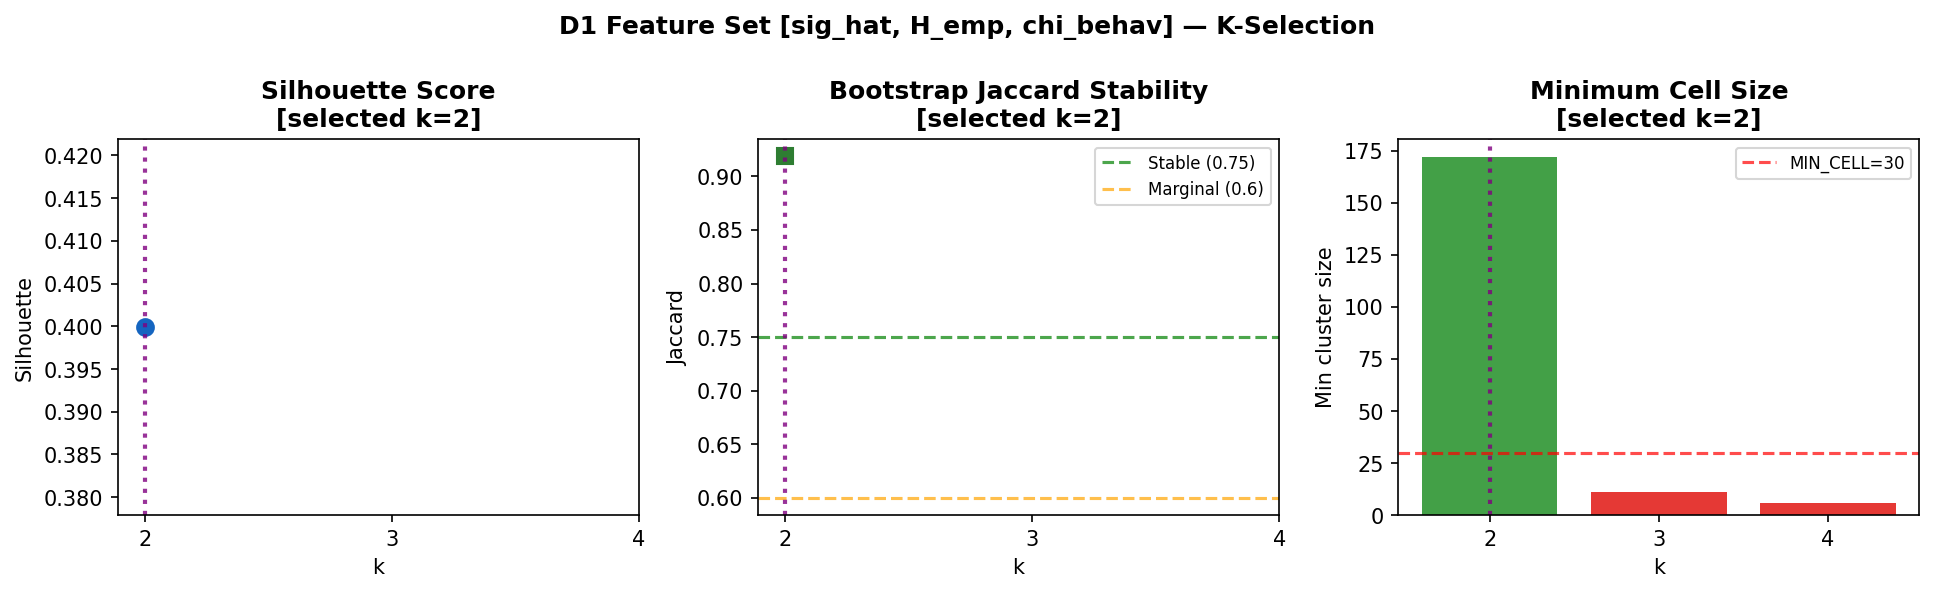 D1 Feature Set [sig_hat, H_emp, chi_behav] — K-Selection
Silhouette Score
[selected k=2]
0.420
0.415
0.410
0.405
0.400
0.395
0.390
0.385
0.380
Silhouette
2
3
4
k
Bootstrap Jaccard Stability
[selected k=2]
Stable (0.75)
Marginal (0.6)
0.90
0.85
0.80
0.75
0.70
0.65
0.60
Jaccard
2
3
4
k
Minimum Cell Size
[selected k=2]
MIN_CELL=30
175
150
125
100
75
50
25
0
Min cluster size
2
3
4
k